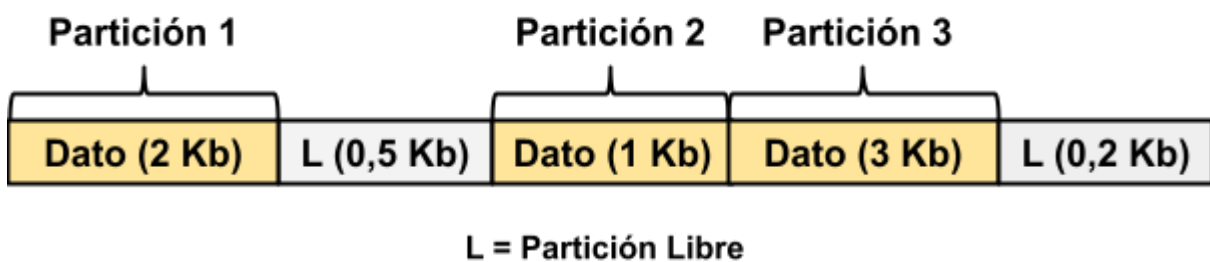 Partición 1 Partición 2 Partición 3
Dato (2 Kb) L (0,5 Kb) Dato (1 Kb) Dato (3 Kb) L (0,2 Kb)
L = Partición Libre